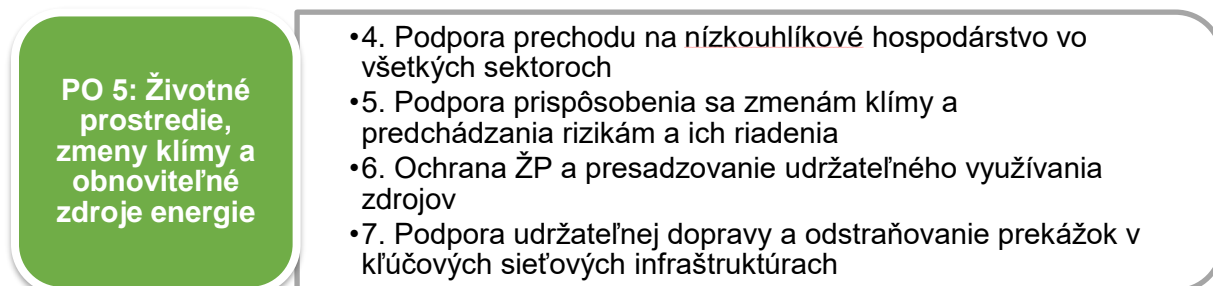 PO 5: Životné
prostredie,
zmeny klímy a
obnoviteľné
zdroje energie
•4. Podpora prechodu na nízkouhlíkové hospodárstvo vo
všetkých sektoroch
•5. Podpora prispôsobenia sa zmenám klímy a
predchádzania rizikám a ich riadenia
•6. Ochrana ŽP a presadzovanie udržateľného využívania
zdrojov
•7. Podpora udržateľnej dopravy a odstraňovanie prekážok v
kľúčových sieťových infraštruktúrach